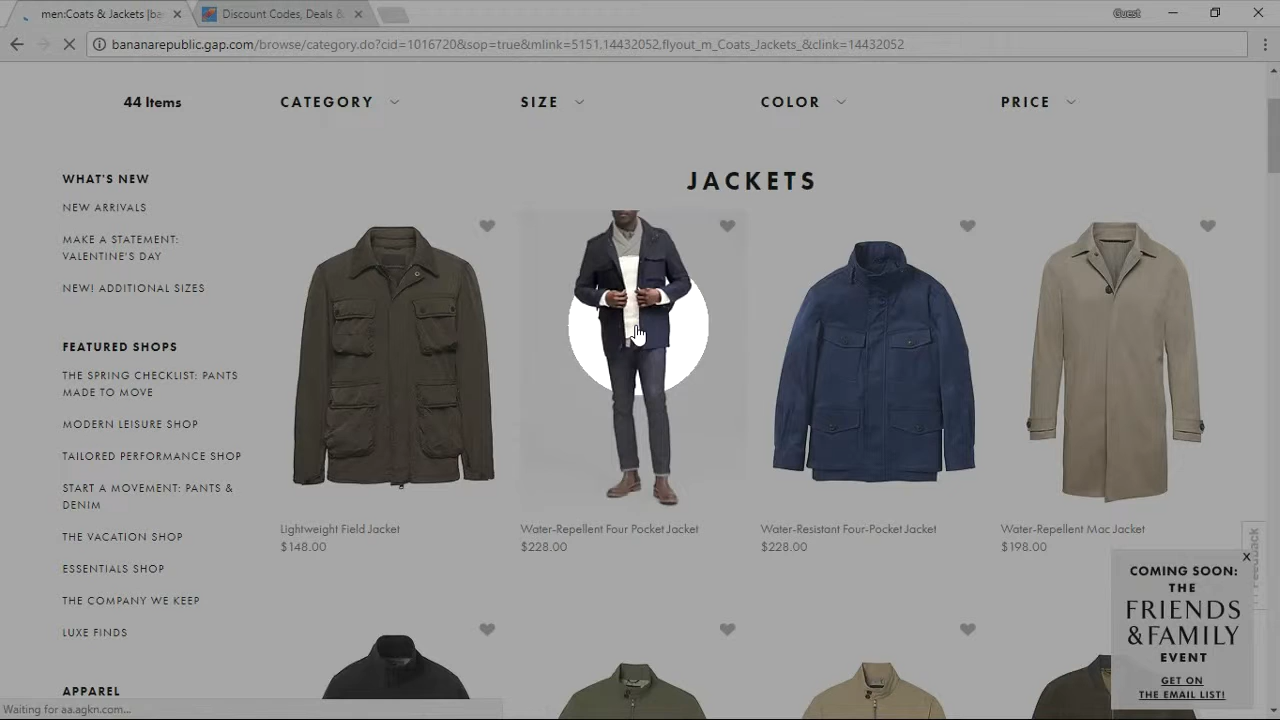 men:Coats & Jackets [ba
Discount Codes, Deals &
Guest
bananarepublic.gap.com/browse/category.do?cid=1016720&sop=true&mlink=5151,14432052,flyout_m_Coats_Jackets_&clink=14432052
44 Items
CATEGORY
SIZE
COLOR
PRICE
WHAT'S NEW
NEW ARRIVALS
MAKE A STATEMENT:
VALENTINE'S DAY
NEW! ADDITIONAL SIZES
FEATURED SHOPS
THE SPRING CHECKLIST: PANTS
MADE TO MOVE
MODERN LEISURE SHOP
TAILORED PERFORMANCE SHOP
START A MOVEMENT: PANTS &
DENIM
THE VACATION SHOP
ESSENTIALS SHOP
THE COMPANY WE KEEP
LUXE FINDS
APPAREL
JACKETS
Lightweight Field Jacket
$148.00
Water-Repellent Four Pocket Jacket
$228.00
Water-Resistant Four-Pocket Jacket
$228.00
Water-Repellent Mac Jacket
$198.00
Feedback
X
COMING SOON:
THE
FRIENDS
&FAMILY
EVENT
GET ON
THE EMAIL LIST!
Waiting for aa.agkn.com...